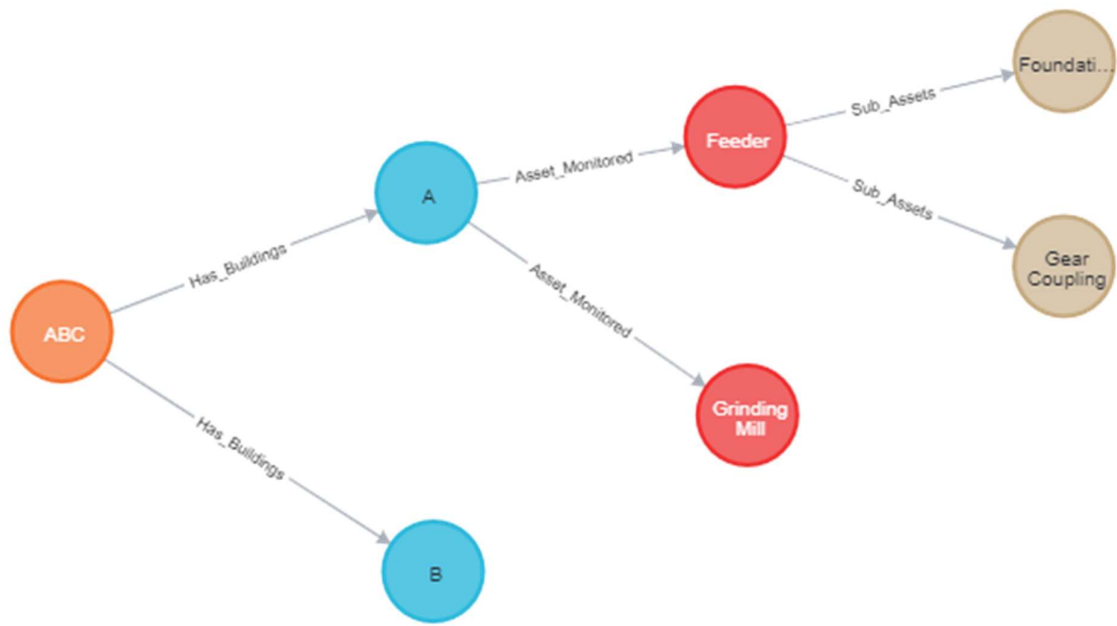 Foundati...
Sub_Assets
Feeder
Asset_Monitored
A
Sub_Assets
Gear
Coupling
Has_Buildings
Asset_Monitored
ABC
Grinding
Mill
Has_Buildings
B